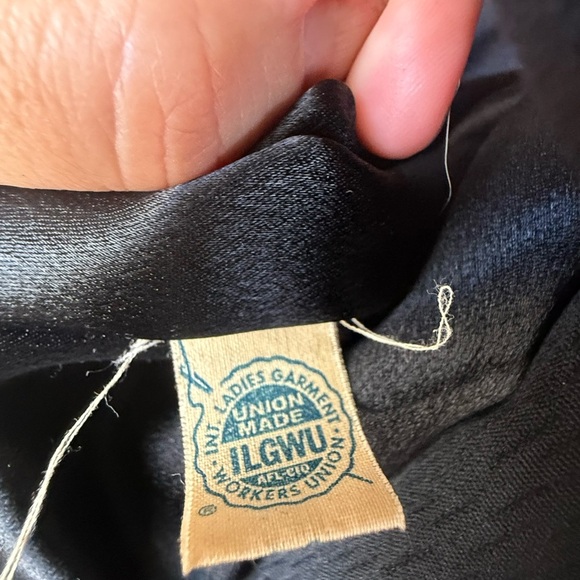 INT. LADIES GARMENT
UNION
MADE
ILGWU
AFL-CIO
WORKERS UNION
®